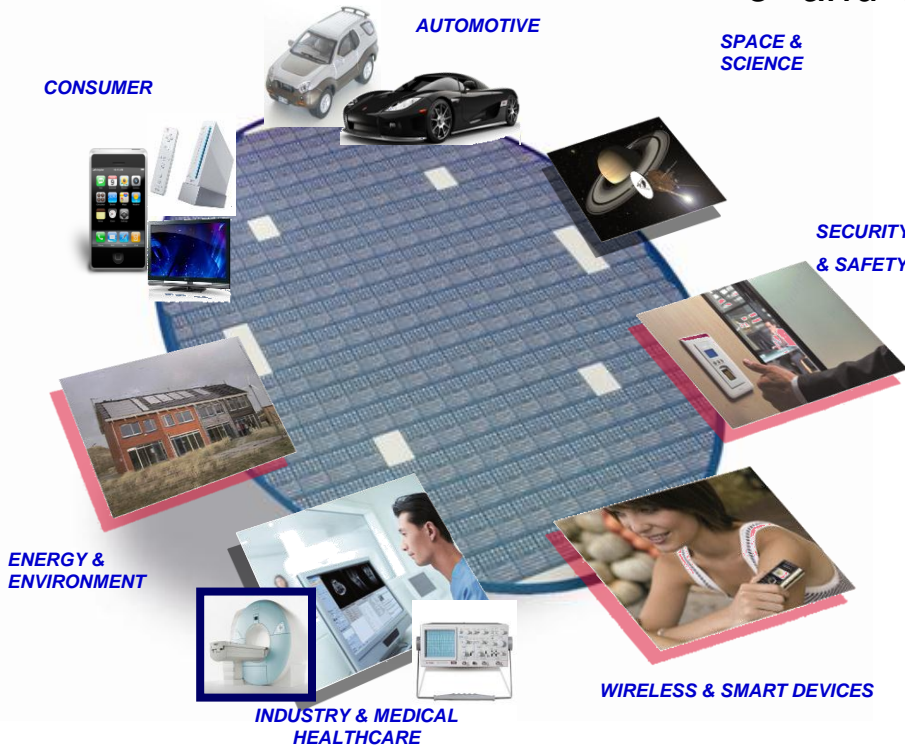 AUTOMOTIVE
SPACE &
SCIENCE
CONSUMER
SECURITY
& SAFETY
ENERGY &
ENVIRONMENT
WIRELESS & SMART DEVICES
INDUSTRY & MEDICAL
HEALTHCARE